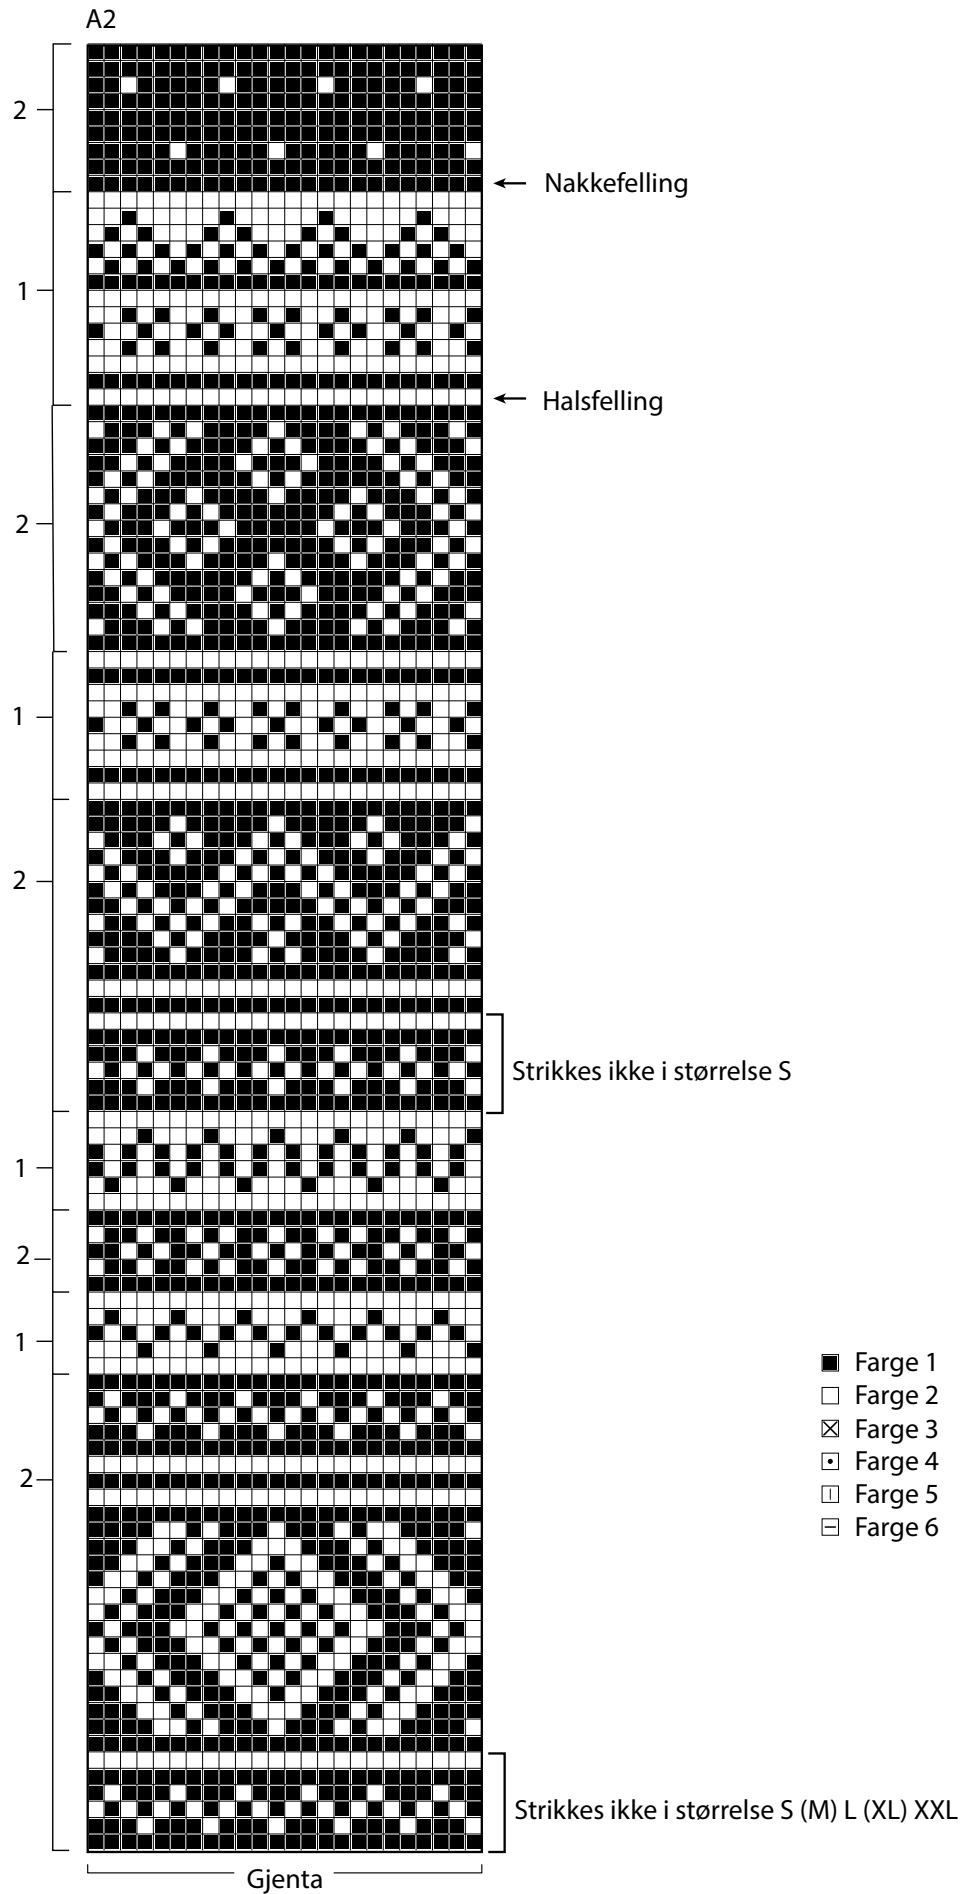 A2
2
Nakkefelling
1
Halsfelling
2
1
2
Strikkes ikke i størrelse S
1
2
1
Farge 1
Farge 2
Farge 3
Farge 4
2
Farge 5
Farge 6
Strikkes ikke i størrelse S (M) L (XL) XXL
Gjenta